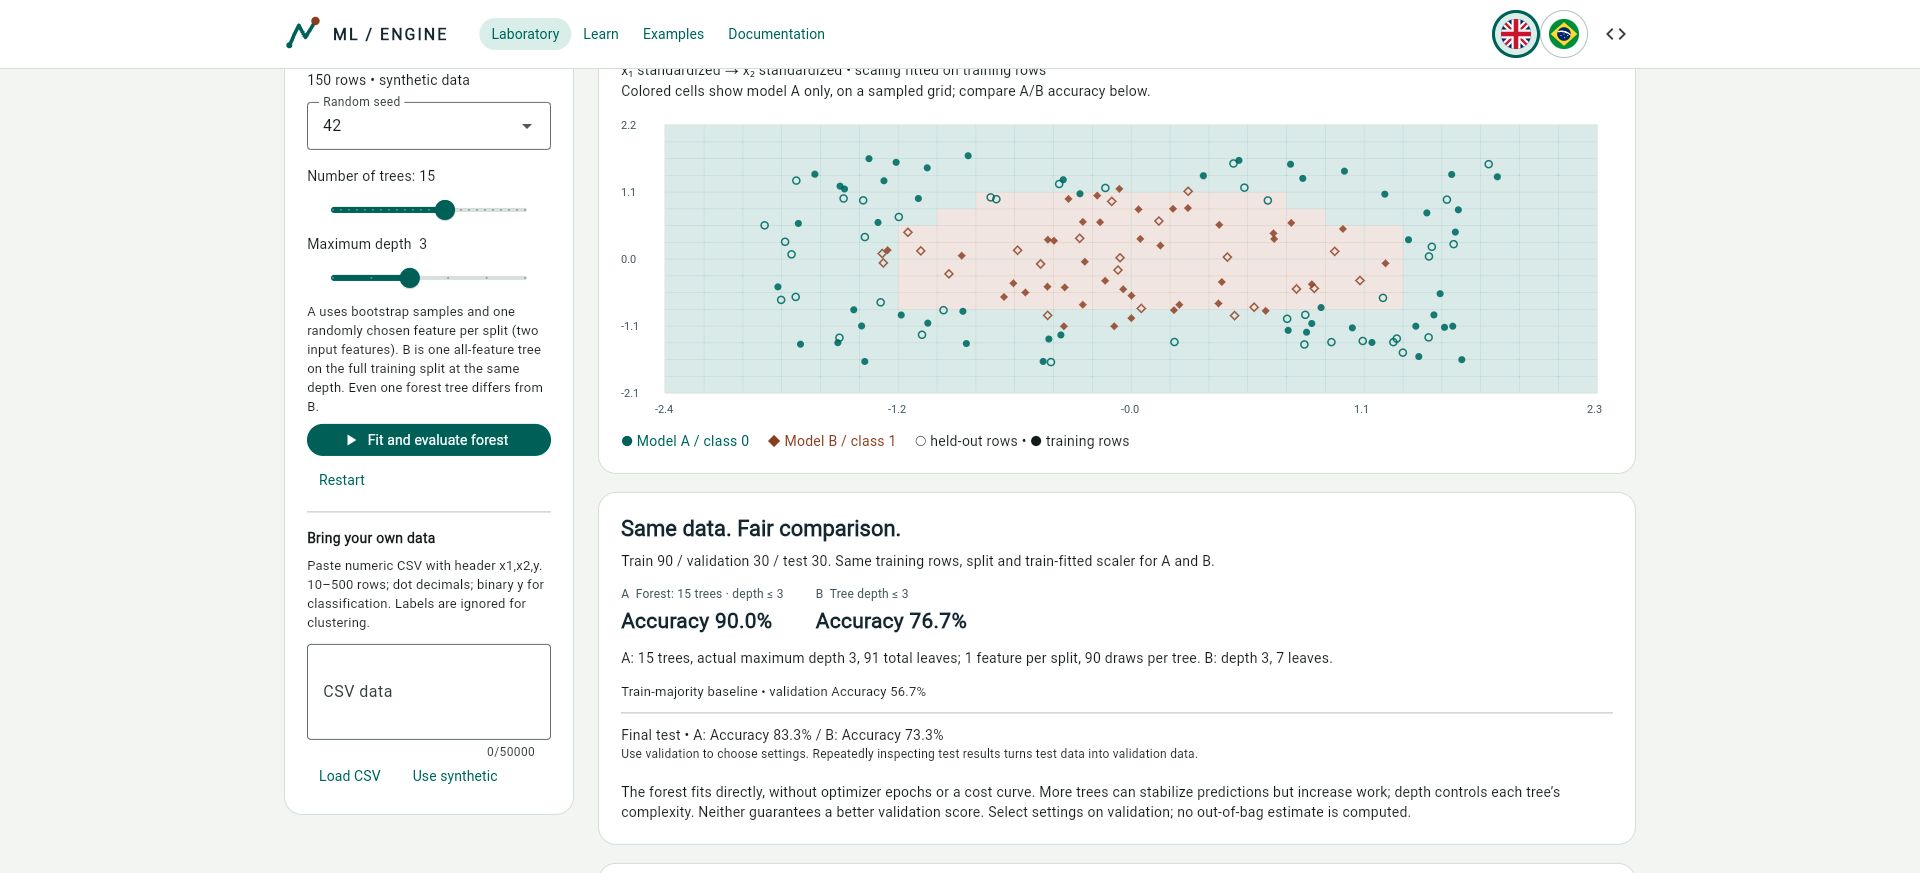 ML / ENGINE
Laboratory
Learn
Examples
Documentation
150 rows • synthetic data
Random seed
42
Number of trees: 15
Maximum depth 3
A uses bootstrap samples and one
randomly chosen feature per split (two
input features). B is one all-feature tree
on the full training split at the same
depth. Even one forest tree differs from
B.
Fit and evaluate forest
Restart
Bring your own data
Paste numeric CSV with header x1,x2,y.
10–500 rows; dot decimals; binary y for
classification. Labels are ignored for
clustering.
CSV data
0/50000
Load CSV
Use synthetic
x₁ standardized → x₂ standardized • scaling fitted on training rows
Colored cells show model A only, on a sampled grid; compare A/B accuracy below.
2.2
1.1
0.0
-1.1
-2.1
-2.4
-1.2
-0.0
1.1
2.3
Model A / class 0
Model B / class 1
held-out rows •
training rows
Same data. Fair comparison.
Train 90 / validation 30 / test 30. Same training rows, split and train-fitted scaler for A and B.
A Forest: 15 trees · depth ≤ 3
B Tree depth ≤ 3
Accuracy 90.0%
Accuracy 76.7%
A: 15 trees, actual maximum depth 3, 91 total leaves; 1 feature per split, 90 draws per tree. B: depth 3, 7 leaves.
Train-majority baseline • validation Accuracy 56.7%
Final test • A: Accuracy 83.3% / B: Accuracy 73.3%
Use validation to choose settings. Repeatedly inspecting test results turns test data into validation data.
The forest fits directly, without optimizer epochs or a cost curve. More trees can stabilize predictions but increase work; depth controls each tree’s
complexity. Neither guarantees a better validation score. Select settings on validation; no out-of-bag estimate is computed.